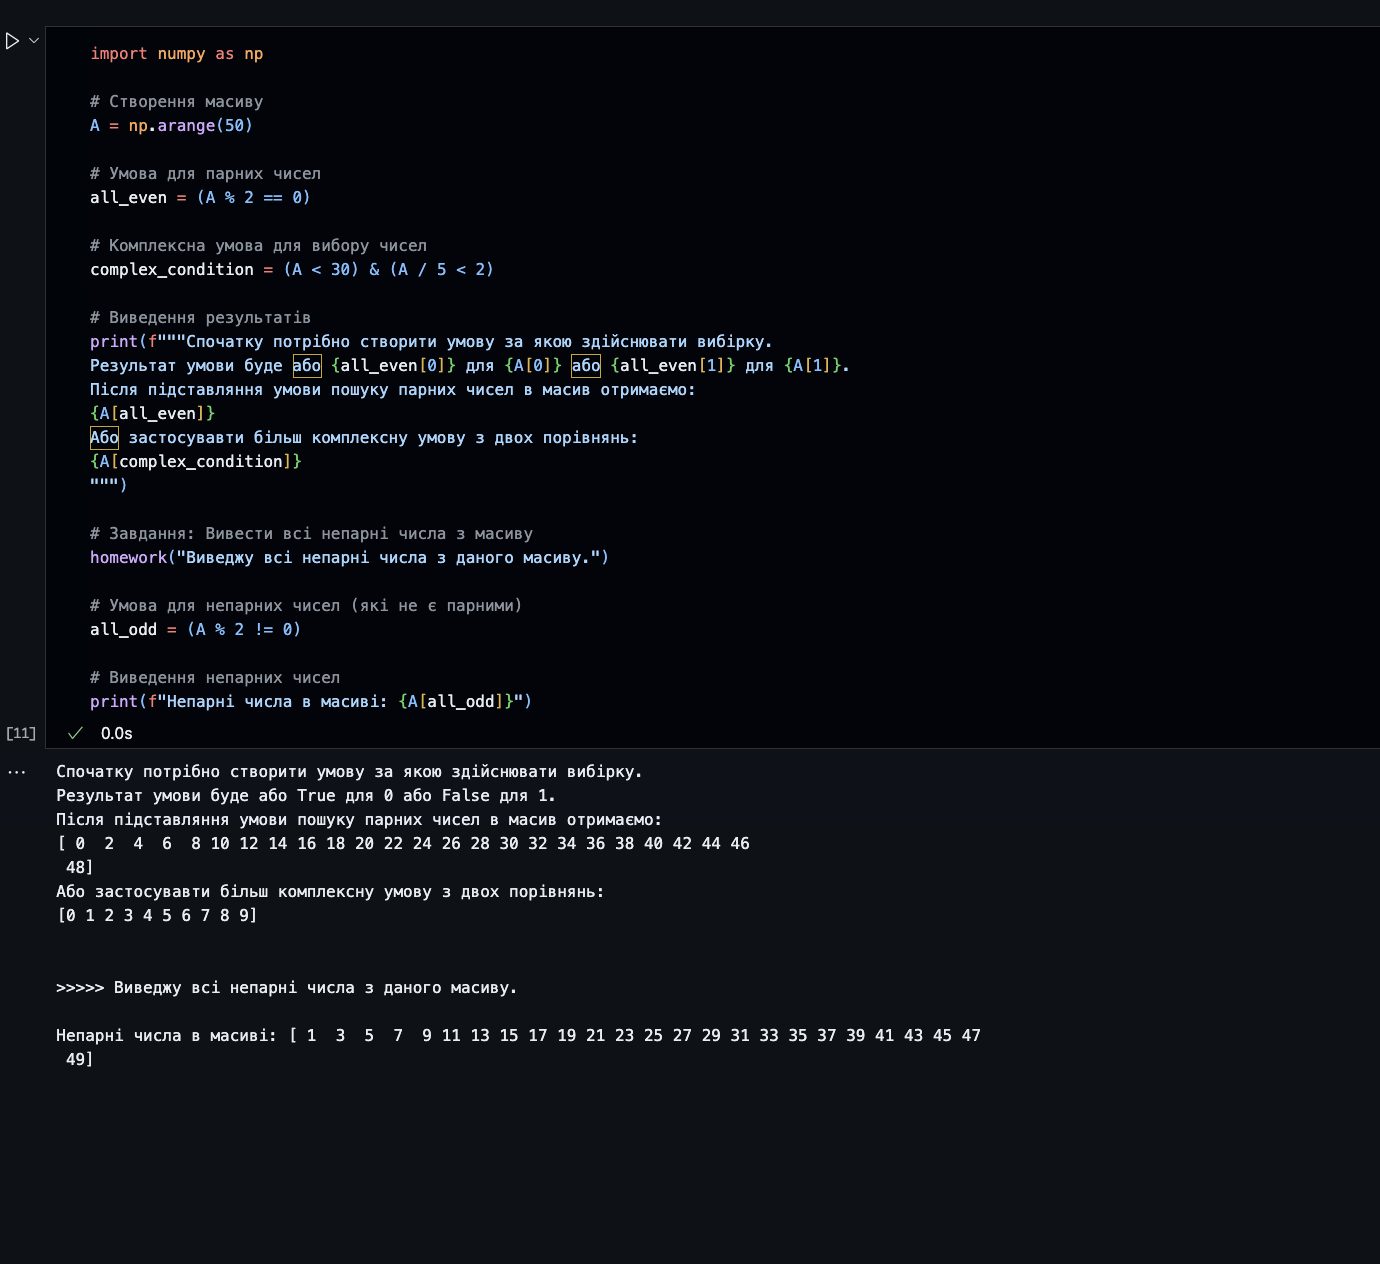 import numpy as np
# Створення масиву
A = np.arange(50)
# Умова для парних чисел
all_even = (A % 2 == 0)
# Комплексна умова для вибору чисел
complex_condition = (A < 30) & (A / 5 < 2)
# Виведення результатів
print(f"""Спочатку потрібно створити умову за якою здійснювати вибірку.
Результат умови буде або {all_even[0]} для {A[0]} або {all_even[1]} для {A[1]}.
Після підставляння умови пошуку парних чисел в масив отримаємо:
{A[all_even]}
Або застосувавти більш комплексну умову з двох порівнянь:
{A[complex_condition]}
""")
# Завдання: Вивести всі непарні числа з масиву
homework("Виведжу всі непарні числа з даного масиву.")
# Умова для непарних чисел (які не є парними)
all_odd = (A % 2 != 0)
# Виведення непарних чисел
print(f"Непарні числа в масиві: {A[all_odd]}")
[11] ✓ 0.0s
... Спочатку потрібно створити умову за якою здійснювати вибірку.
Результат умови буде або True для 0 або False для 1.
Після підставляння умови пошуку парних чисел в масив отримаємо:
[ 0  2  4  6  8 10 12 14 16 18 20 22 24 26 28 30 32 34 36 38 40 42 44 46
 48]
Або застосувавти більш комплексну умову з двох порівнянь:
[0 1 2 3 4 5 6 7 8 9]
>>>>> Виведжу всі непарні числа з даного масиву.
Непарні числа в масиві: [ 1  3  5  7  9 11 13 15 17 19 21 23 25 27 29 31 33 35 37 39 41 43 45 47
 49]